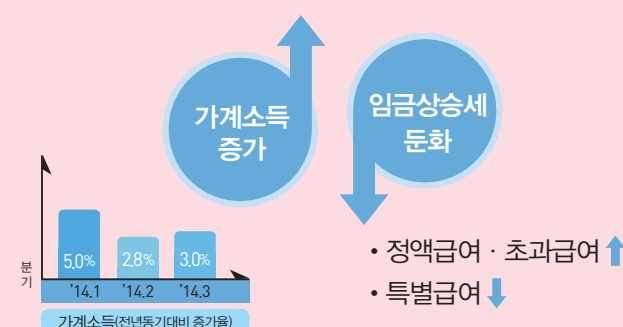 가계소득
증가
임금상승세
둔화
5.0% 2.8% 3.0%
분기
'14.1 '14.2 '14.3
가계소득(전년동기대비 증가율)
• 정액급여 · 초과급여
• 특별급여